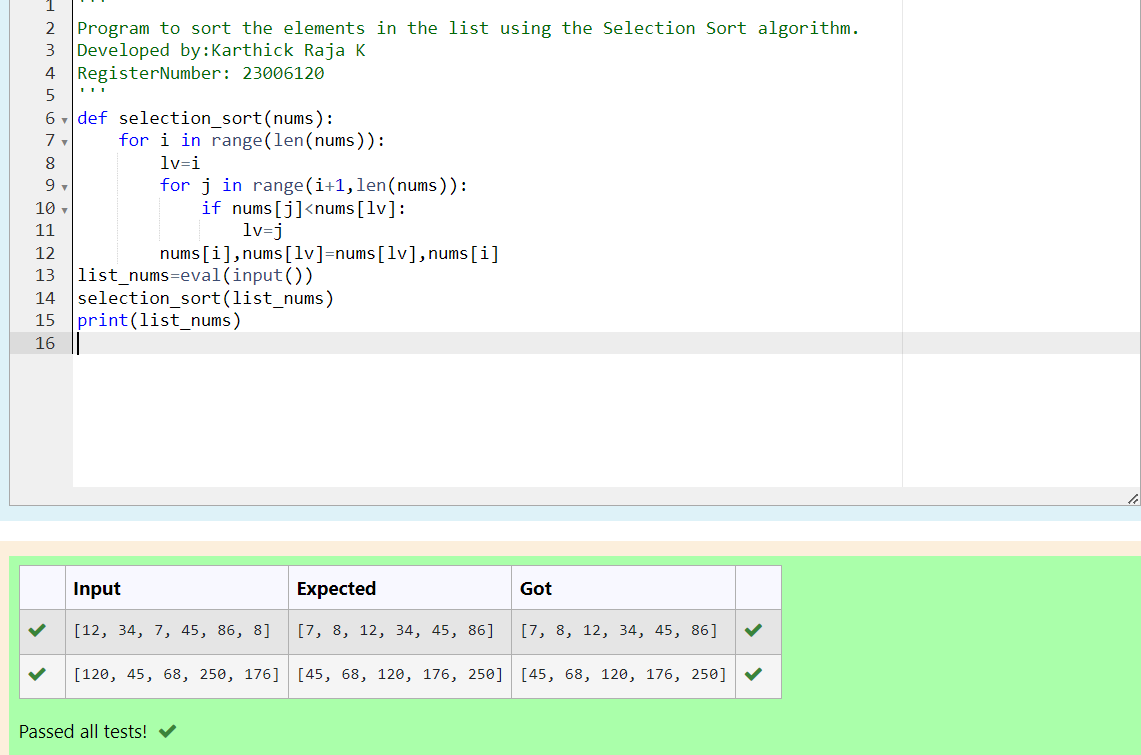 1 '''
2 Program to sort the elements in the list using the Selection Sort algorithm.
3 Developed by:Karthick Raja K
4 RegisterNumber: 23006120
5 '''
6 def selection_sort(nums):
7     for i in range(len(nums)):
8         lv=i
9         for j in range(i+1,len(nums)):
10             if nums[j]<nums[lv]:
11                 lv=j
12         nums[i],nums[lv]=nums[lv],nums[i]
13 list_nums=eval(input())
14 selection_sort(list_nums)
15 print(list_nums)
16
Input Expected Got
[12, 34, 7, 45, 86, 8] [7, 8, 12, 34, 45, 86] [7, 8, 12, 34, 45, 86]
[120, 45, 68, 250, 176] [45, 68, 120, 176, 250] [45, 68, 120, 176, 250]
Passed all tests!